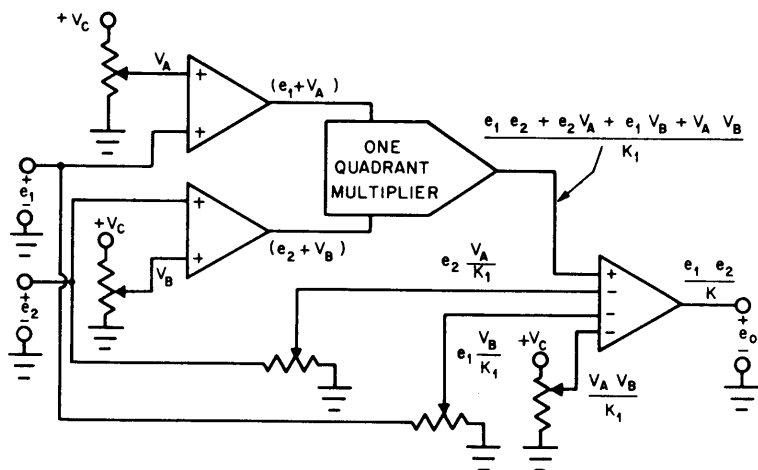 + V_C
V_A
+
+
(e_1+V_A)
ONE
QUADRANT
MULTIPLIER
e_1 e_2 + e_2 V_A + e_1 V_B + V_A V_B
K_1
+
e_1
-
+
+
(e_2 + V_B)
+V_C
V_B
+
e_2
-
e_2 V_A
K_1
+
-
-
-
e_1 e_2
K
+
e_o
-
e_1 V_B
K_1
+V_C
V_A V_B
K_1